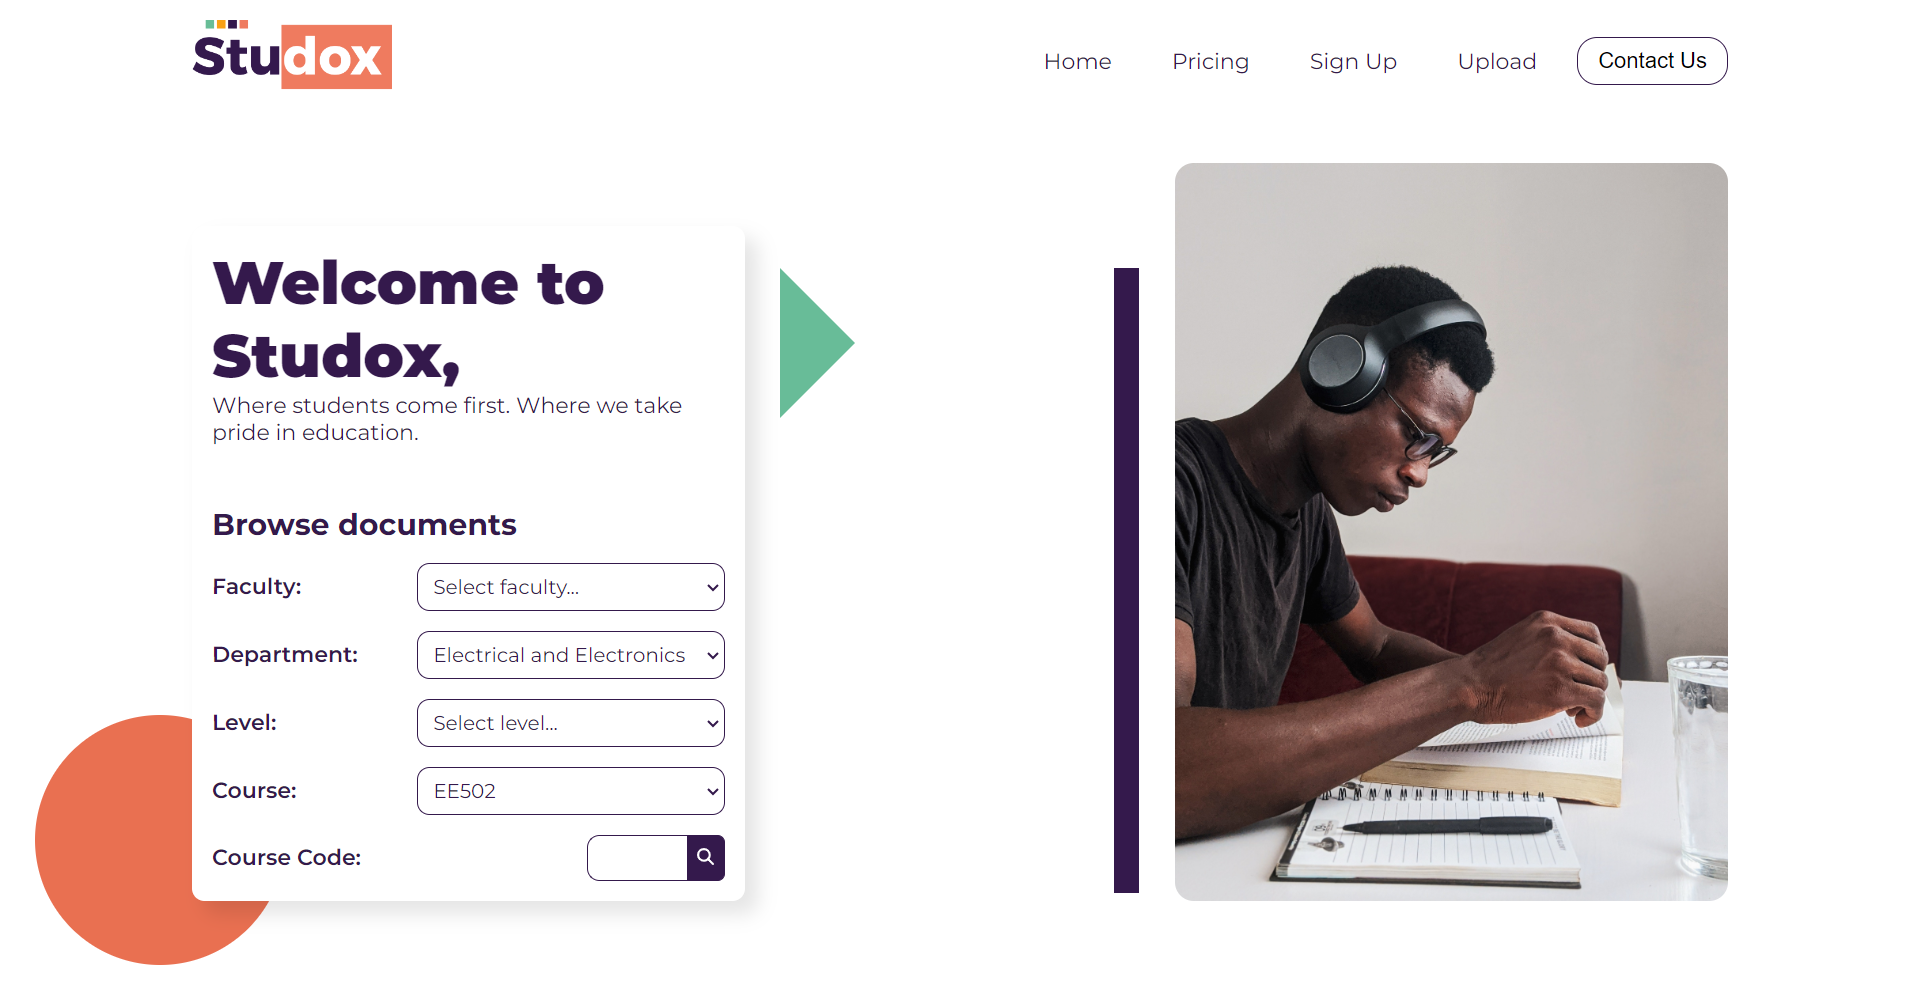 Studox
Home
Pricing
Sign Up
Upload
Contact Us
Welcome to
Studox,
Where students come first. Where we take
pride in education.
Browse documents
Faculty:
Select faculty...
Department:
Electrical and Electronics
Level:
Select level...
Course:
EE502
Course Code: